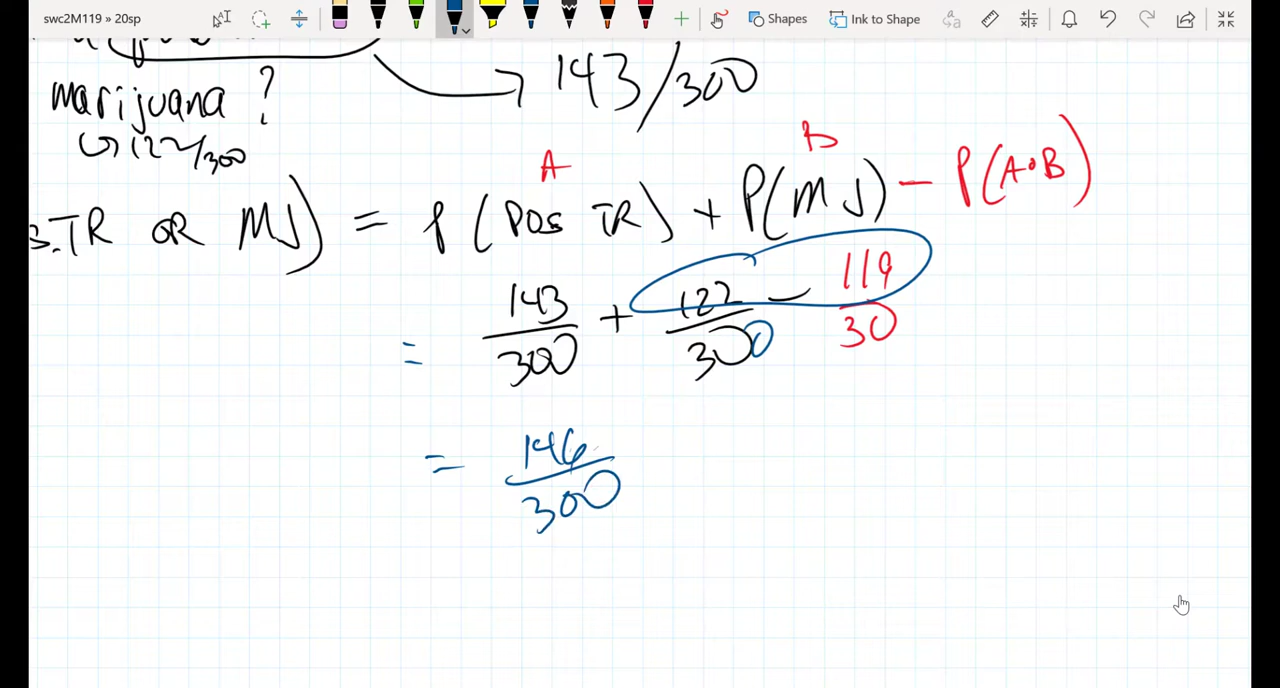 swc2M119 » 20sp
Shapes
Ink to Shape
143/300
marijuana ?
122/300
A
B
TR OR MJ) = P(POS TR) + P(MJ) - P(A·B)
= 143/300 + 122/300 - 119/30
= 146/300